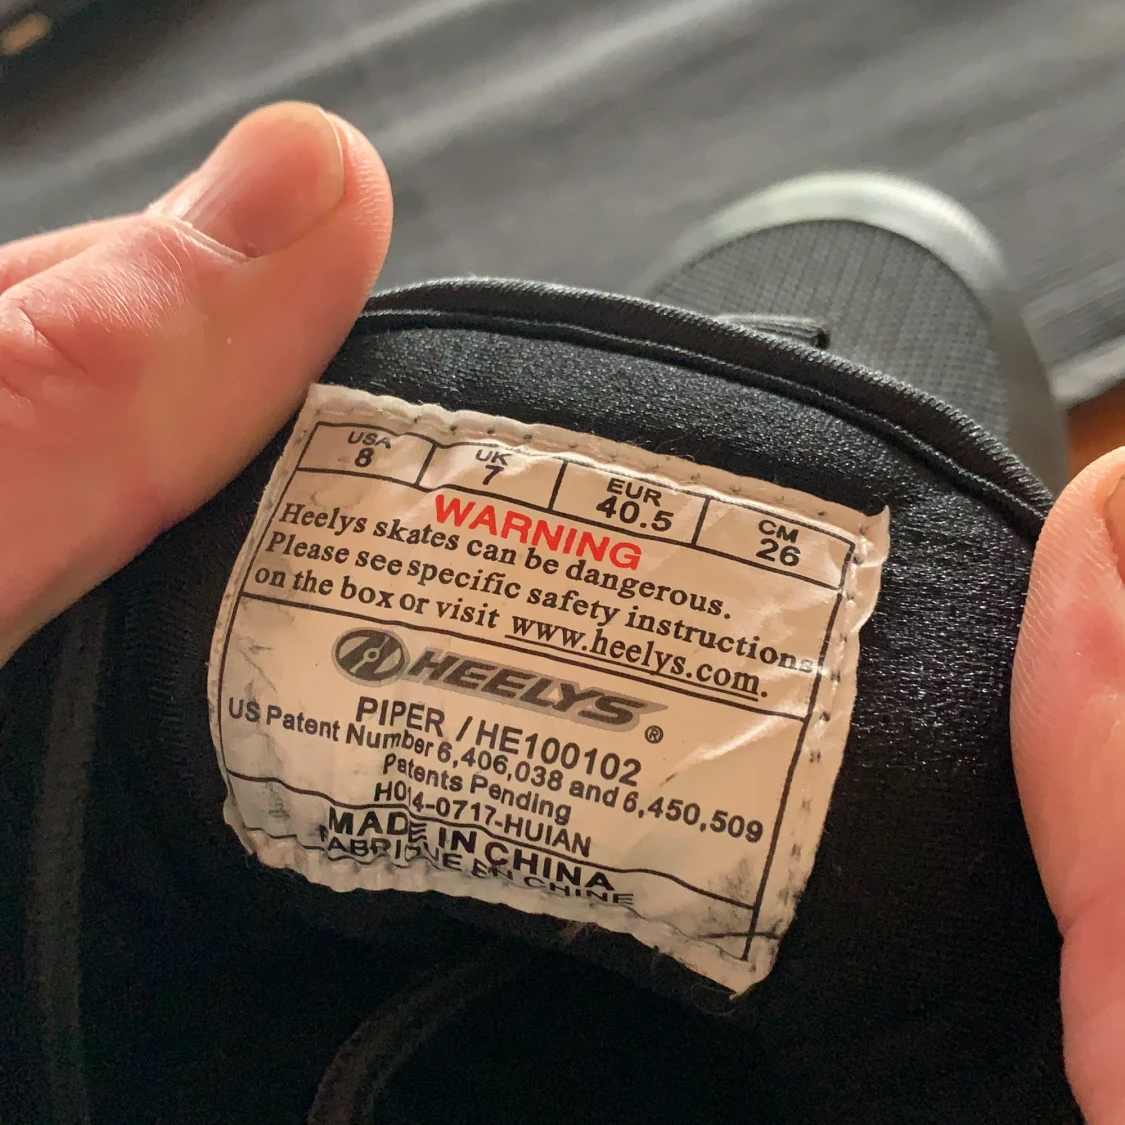 USA UK EUR CM
8 7 40.5 26
WARNING
Heelys skates can be dangerous.
Please see specific safety instructions
on the box or visit www.heelys.com.
HEELYS®
PIPER / HE100102
US Patent Number 6,406,038 and 6,450,509
Patents Pending
H014-0717-HUIAN
MADE IN CHINA
FABRIQUE EN CHINE